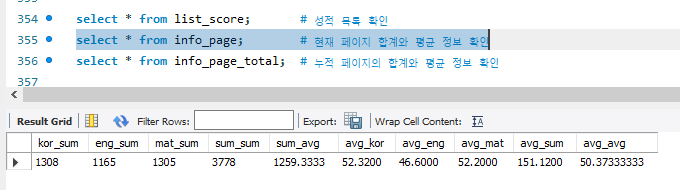 354 select * from list_score; # 성적 목록 확인
355 select * from info_page; # 현재 페이지 합계와 평균 정보 확인
356 select * from info_page_total; # 누적 페이지의 합계와 평균 정보 확인
357
Result Grid Filter Rows: Export: Wrap Cell Content:
kor_sum eng_sum mat_sum sum_sum sum_avg avg_kor avg_eng avg_mat avg_sum avg_avg
1308 1165 1305 3778 1259.3333 52.3200 46.6000 52.2000 151.1200 50.37333333